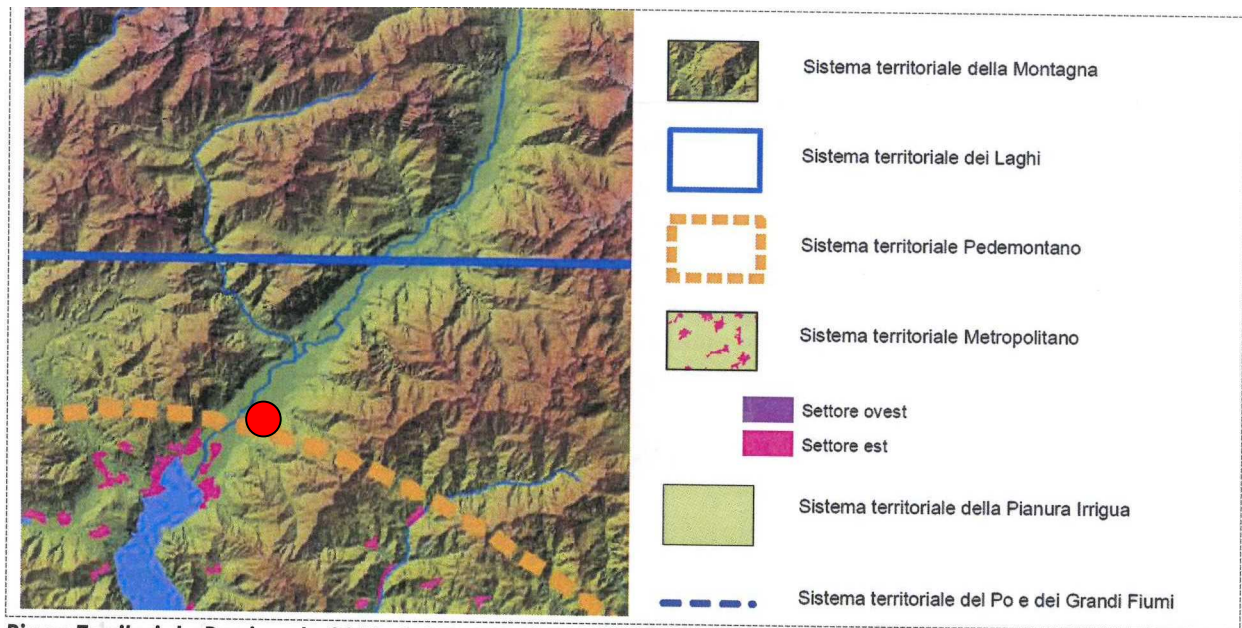 Sistema territoriale della Montagna
Sistema territoriale dei Laghi
Sistema territoriale Pedemontano
Sistema territoriale Metropolitano
Settore ovest
Settore est
Sistema territoriale della Pianura Irrigua
Sistema territoriale del Po e dei Grandi Fiumi